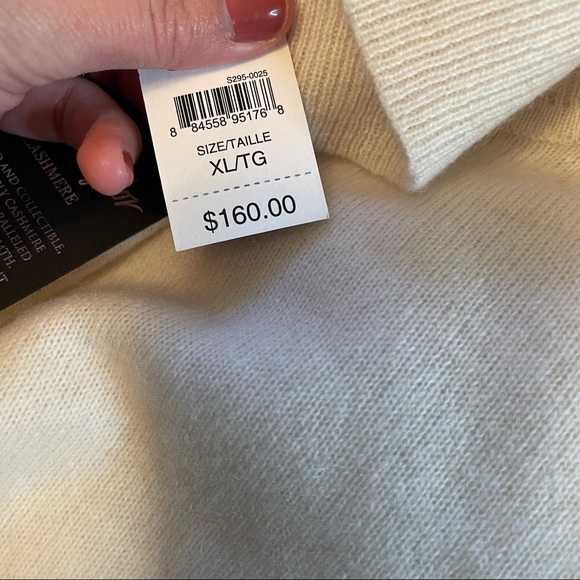 S295-0025
8 84558 95176 8
SIZE/TAILLE
XL/TG
$160.00
CASHMERE
AND COLLECTIBLE,
CASHMERE